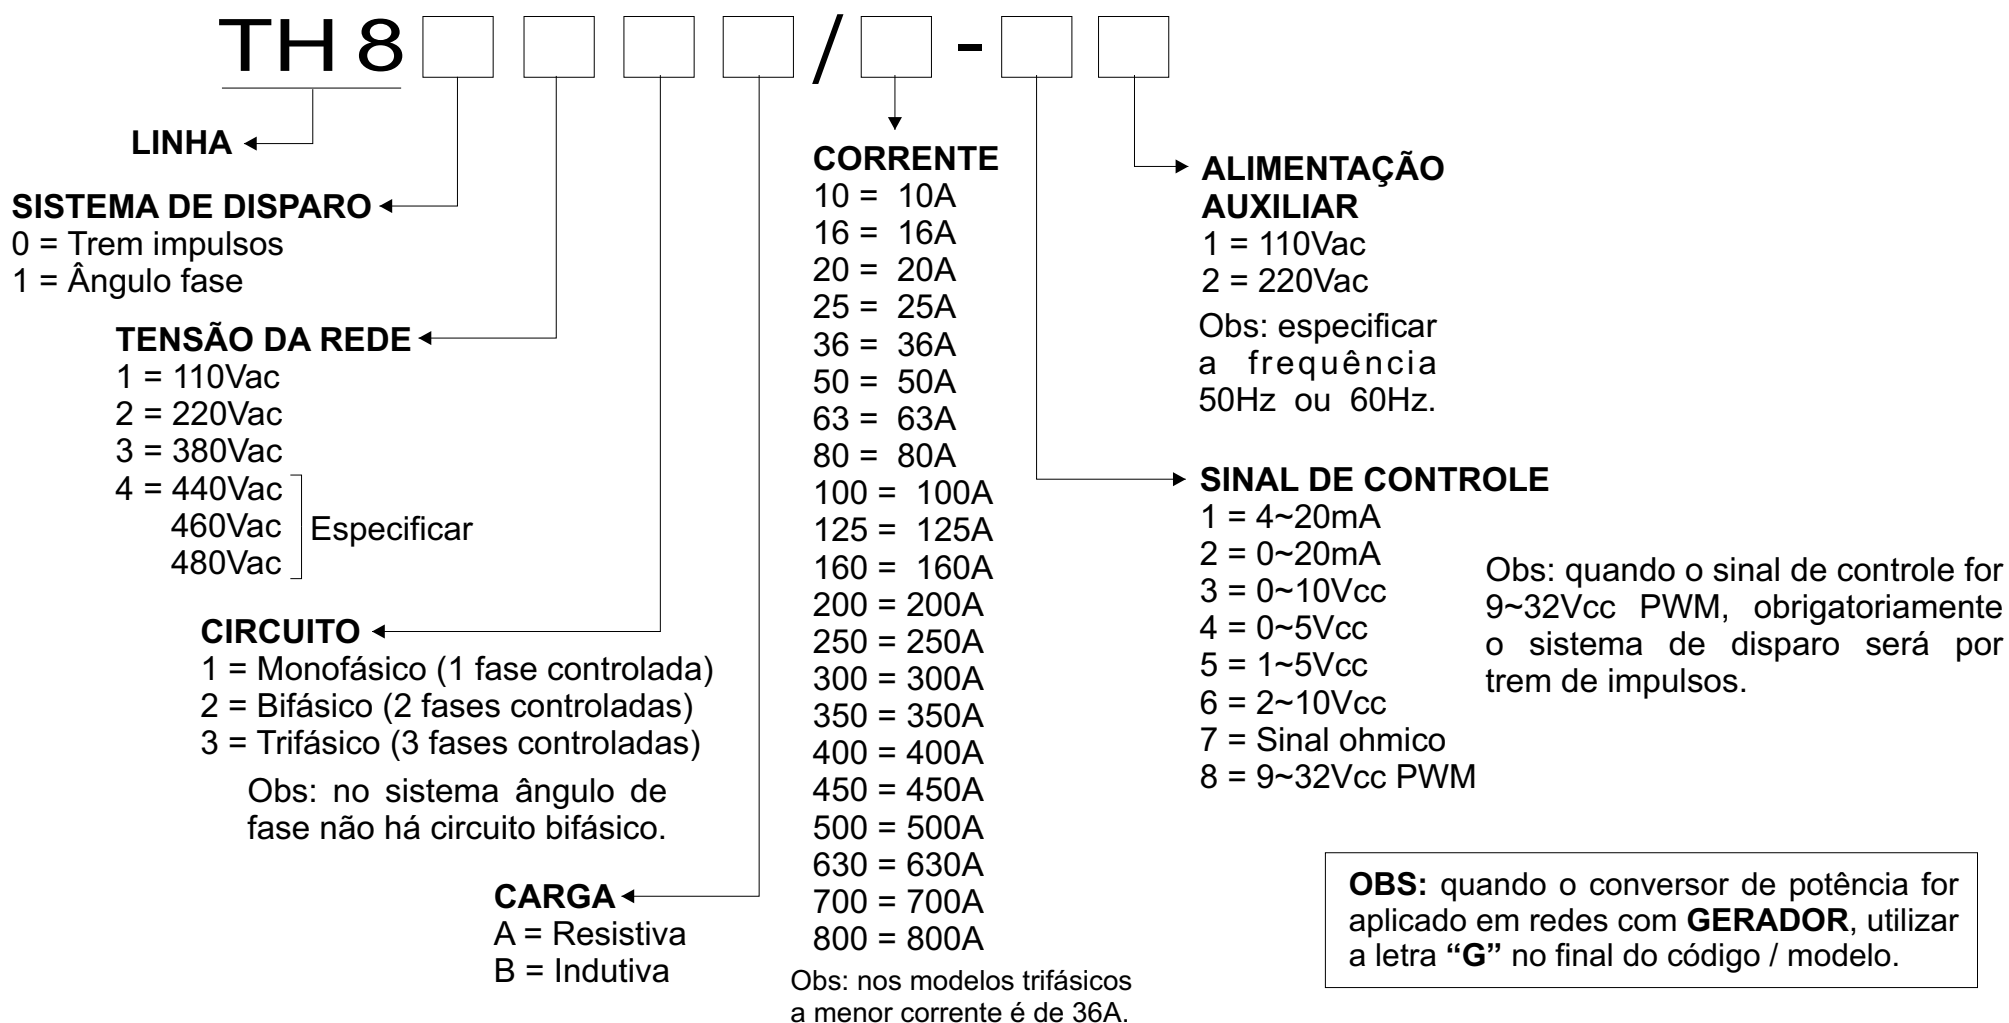 TH 8 / -
LINHA
SISTEMA DE DISPARO
0 = Trem impulsos
1 = Ângulo fase
TENSÃO DA REDE
1 = 110Vac
2 = 220Vac
3 = 380Vac
4 = 440Vac
460Vac
480Vac
Especificar
CIRCUITO
1 = Monofásico (1 fase controlada)
2 = Bifásico (2 fases controladas)
3 = Trifásico (3 fases controladas)
Obs: no sistema ângulo de
fase não há circuito bifásico.
CARGA
A = Resistiva
B = Indutiva
CORRENTE
10 = 10A
16 = 16A
20 = 20A
25 = 25A
36 = 36A
50 = 50A
63 = 63A
80 = 80A
100 = 100A
125 = 125A
160 = 160A
200 = 200A
250 = 250A
300 = 300A
350 = 350A
400 = 400A
450 = 450A
500 = 500A
630 = 630A
700 = 700A
800 = 800A
Obs: nos modelos trifásicos
a menor corrente é de 36A.
ALIMENTAÇÃO
AUXILIAR
1 = 110Vac
2 = 220Vac
Obs: especificar
a frequência
50Hz ou 60Hz.
SINAL DE CONTROLE
1 = 4~20mA
2 = 0~20mA
3 = 0~10Vcc
4 = 0~5Vcc
5 = 1~5Vcc
6 = 2~10Vcc
7 = Sinal ohmico
8 = 9~32Vcc PWM
Obs: quando o sinal de controle for
9~32Vcc PWM, obrigatoriamente
o sistema de disparo será por
trem de impulsos.
OBS: quando o conversor de potência for
aplicado em redes com GERADOR, utilizar
a letra “G” no final do código / modelo.